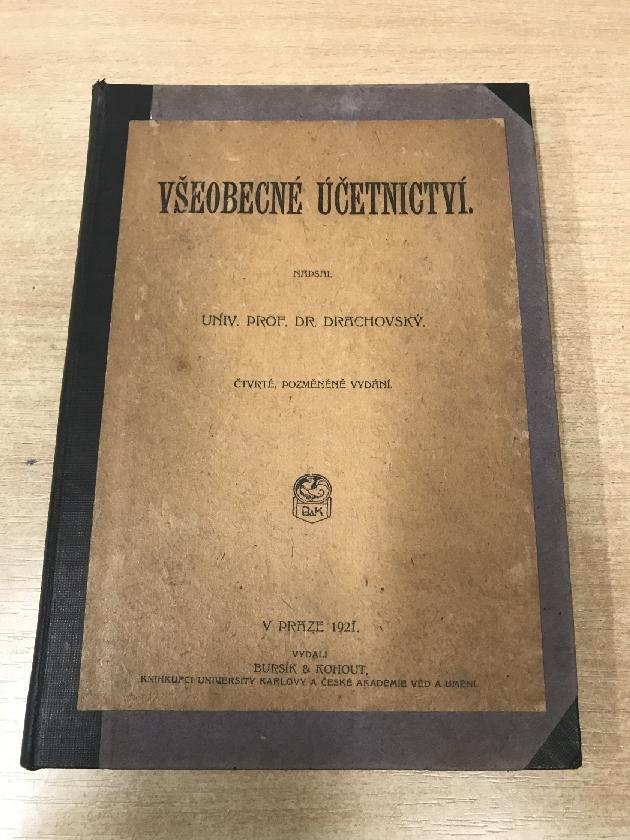 VŠEOBECNÉ ÚČETNICTVÍ.
NAPSAL
UNIV. PROF. DR. DRACHOVSKÝ.
ČTVRTÉ, POZMĚNĚNÉ VYDÁNÍ.
B&K
V PRAZE 1921.
VYDALI
BURSÍK & KOHOUT,
KNIHKUPCI UNIVERSITY KARLOVY A ČESKÉ AKADEMIE VĚD A UMĚNÍ.